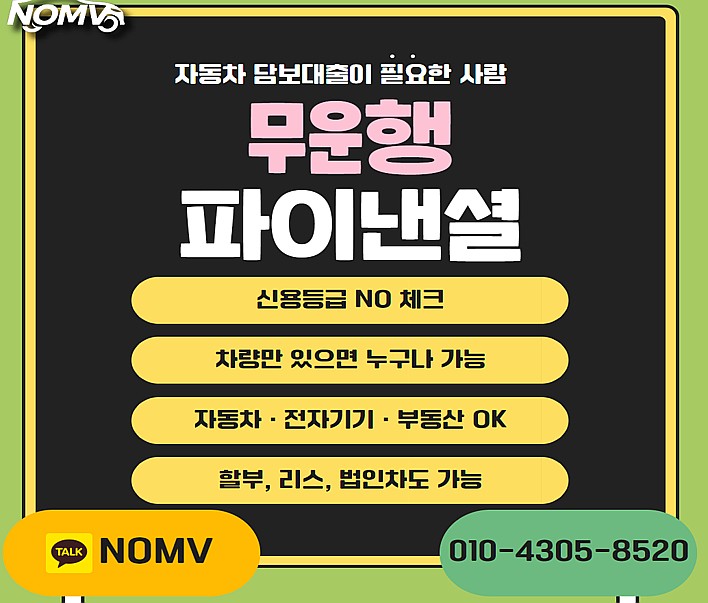 NOMV
자동차 담보대출이 필요한 사람
무운행
파이낸셜
신용등급 NO 체크
차량만 있으면 누구나 가능
자동차 · 전자기기 · 부동산 OK
할부, 리스, 법인차도 가능
TALK NOMV
010-4305-8520